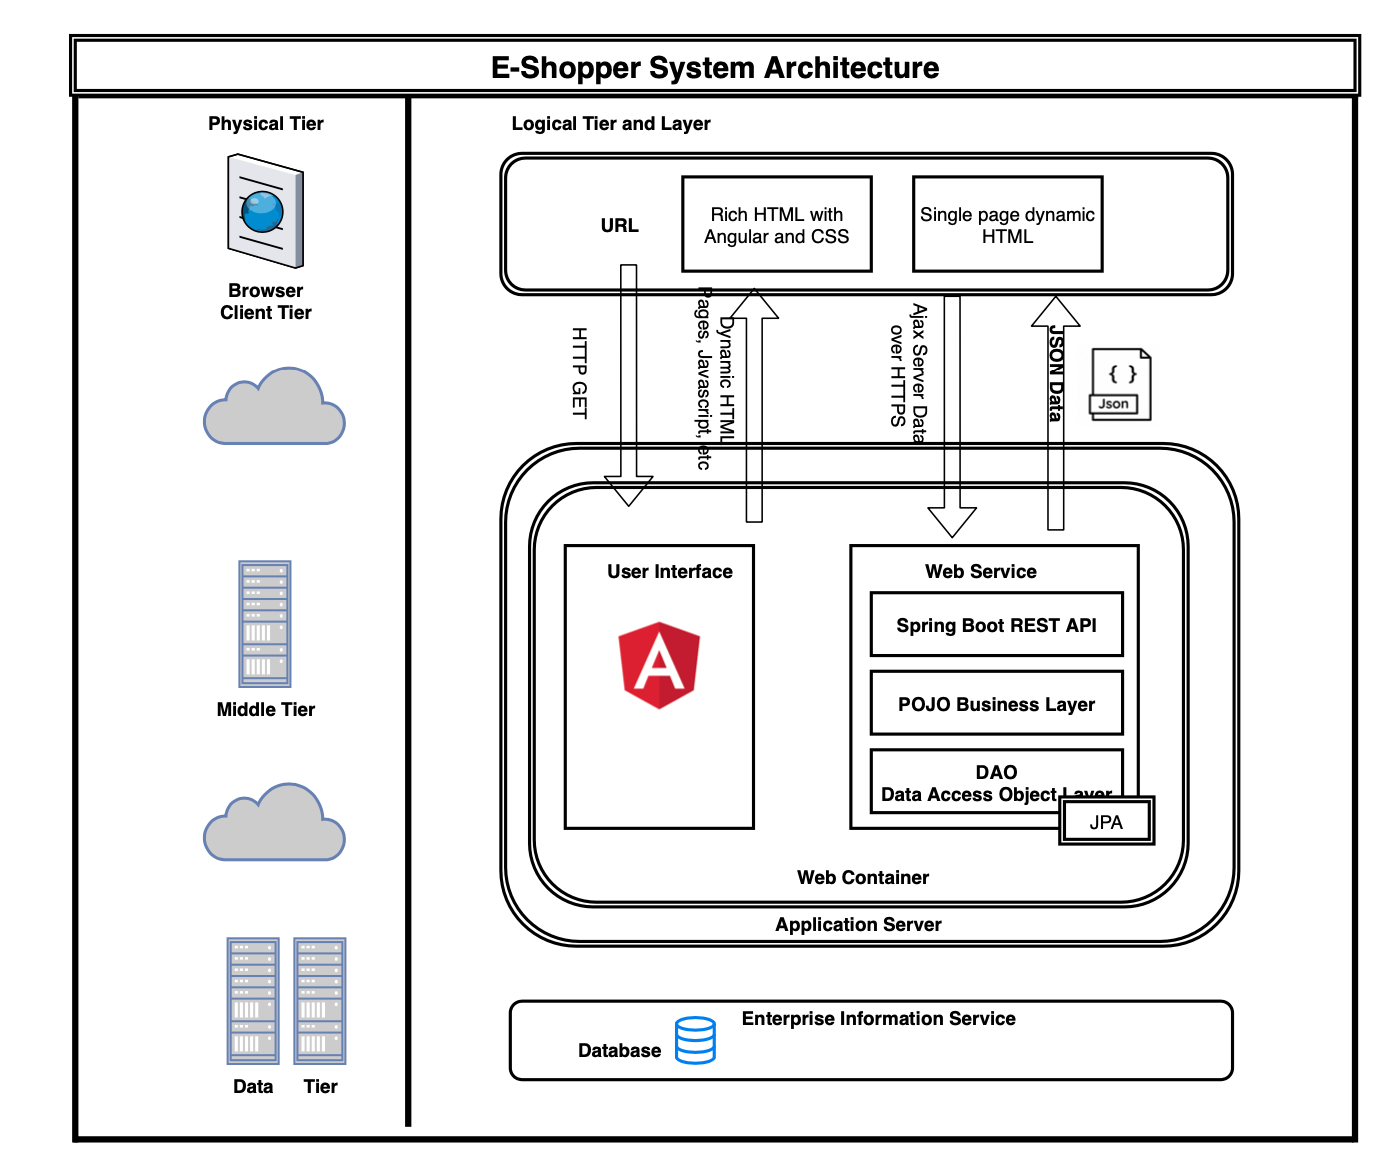 E-Shopper System Architecture
Physical Tier
Logical Tier and Layer
Browser
Client Tier
URL
Rich HTML with
Angular and CSS
Single page dynamic
HTML
HTTP GET
Dynamic HTML
Pages, Javascript, etc
Ajax Server Data
over HTTPS
JSON Data
{ }
Json
Middle Tier
User Interface
A
Web Service
Spring Boot REST API
POJO Business Layer
DAO
Data Access Object Layer
JPA
Web Container
Application Server
Enterprise Information Service
Database
Data Tier